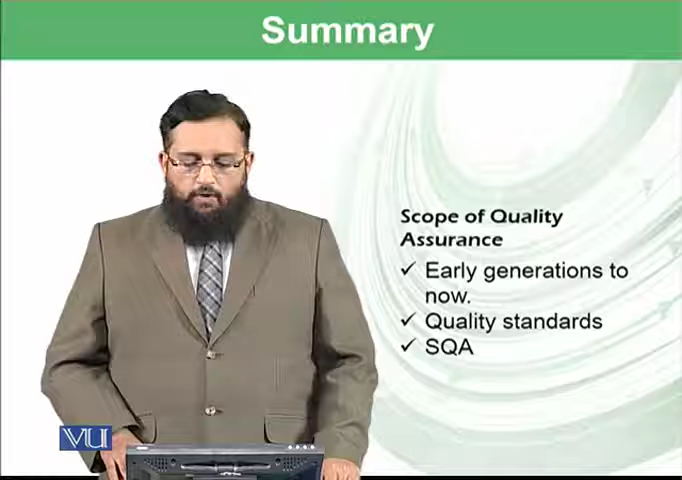 Summary
Scope of Quality
Assurance
✓ Early generations to
now.
✓ Quality standards
✓ SQA
VU